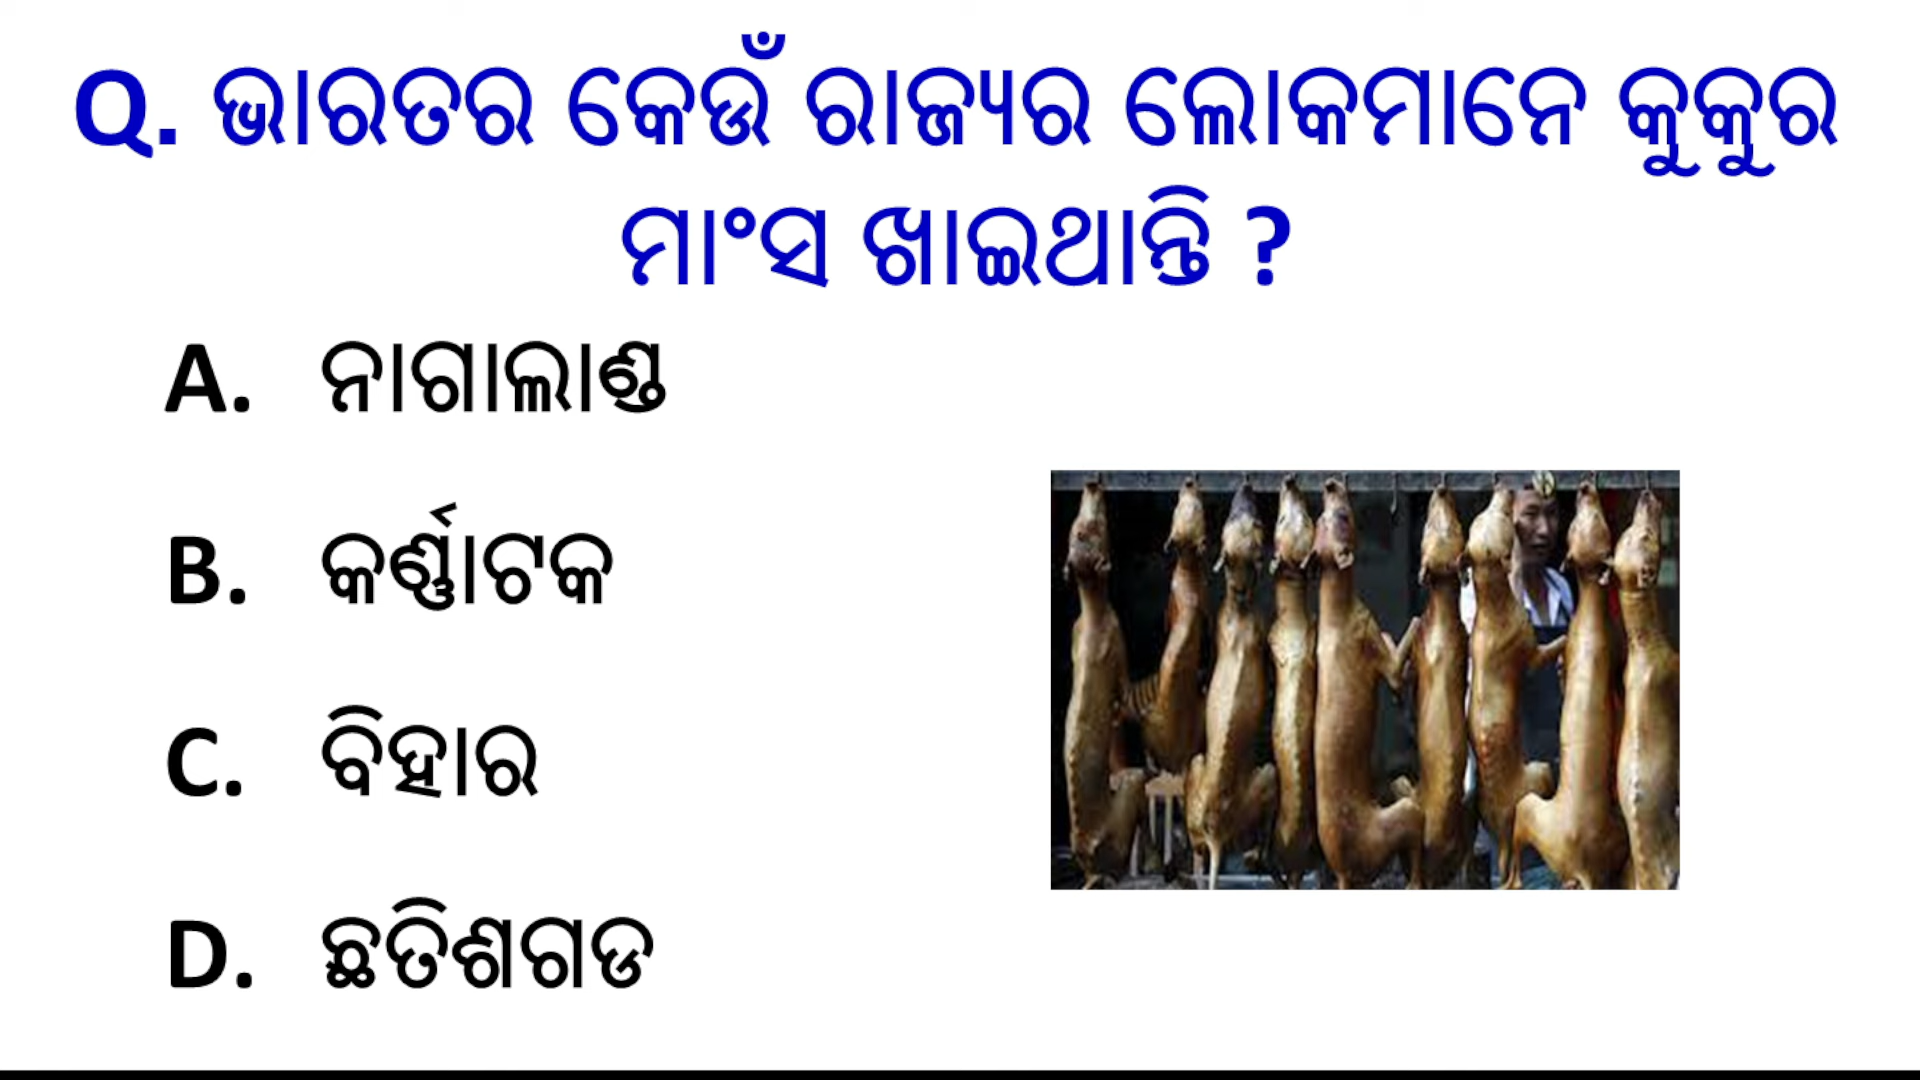 Q. ଭାରତର କେଉଁ ରାଜ୍ୟର ଲୋକମାନେ କୁକୁର
ମାଂସ ଖାଇଥାନ୍ତି ?
A. ନାଗାଲାଣ୍ଡ
B. କର୍ଣ୍ଣାଟକ
C. ବିହାର
D. ଛତିଶଗଡ